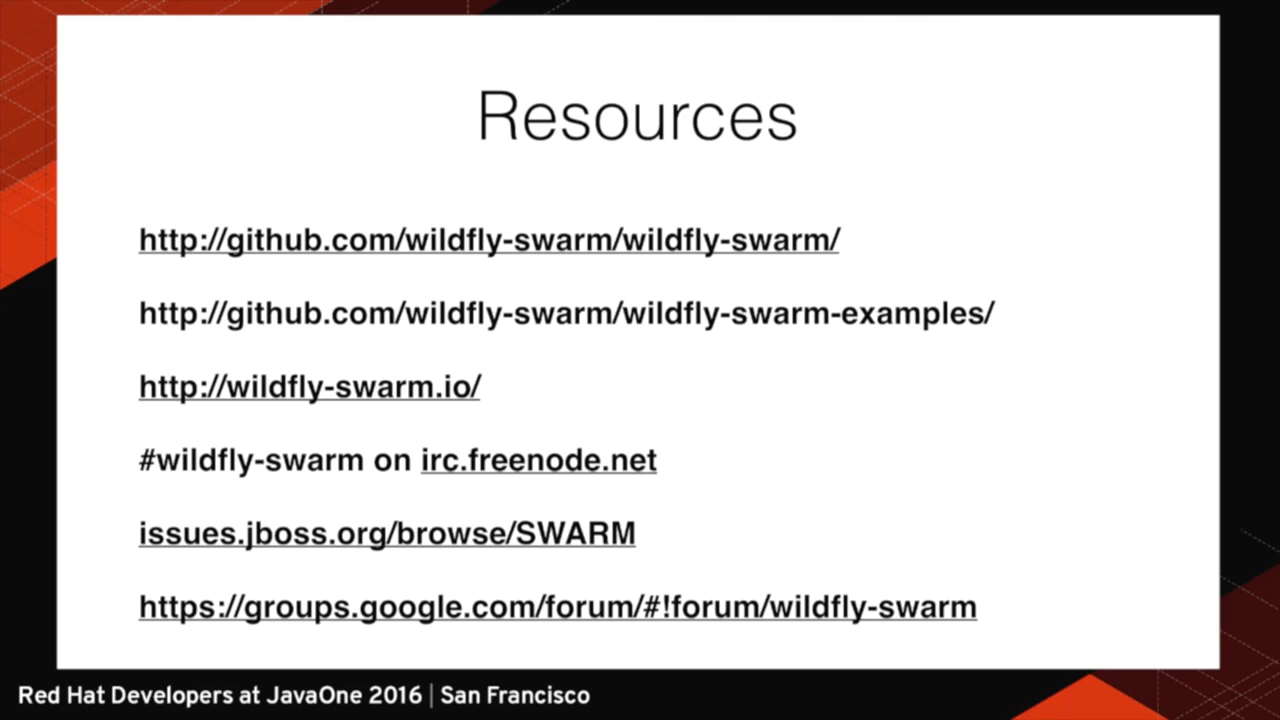 Resources
http://github.com/wildfly-swarm/wildfly-swarm/
http://github.com/wildfly-swarm/wildfly-swarm-examples/
http://wildfly-swarm.io/
#wildfly-swarm on irc.freenode.net
issues.jboss.org/browse/SWARM
https://groups.google.com/forum/#!forum/wildfly-swarm
Red Hat Developers at JavaOne 2016 | San Francisco